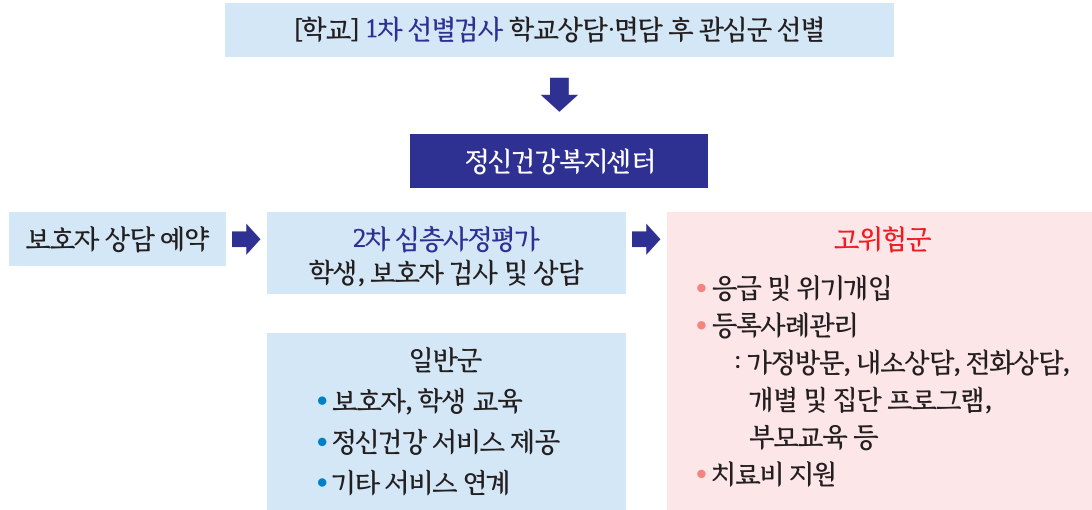 [학교] 1차 선별검사 학교상담·면담 후 관심군 선별
정신건강복지센터
보호자 상담 예약
2차 심층사정평가
학생, 보호자 검사 및 상담
일반군
• 보호자, 학생 교육
• 정신건강 서비스 제공
• 기타 서비스 연계
고위험군
• 응급 및 위기개입
• 등록사례관리
: 가정방문, 내소상담, 전화상담,
개별 및 집단 프로그램,
부모교육 등
• 치료비 지원